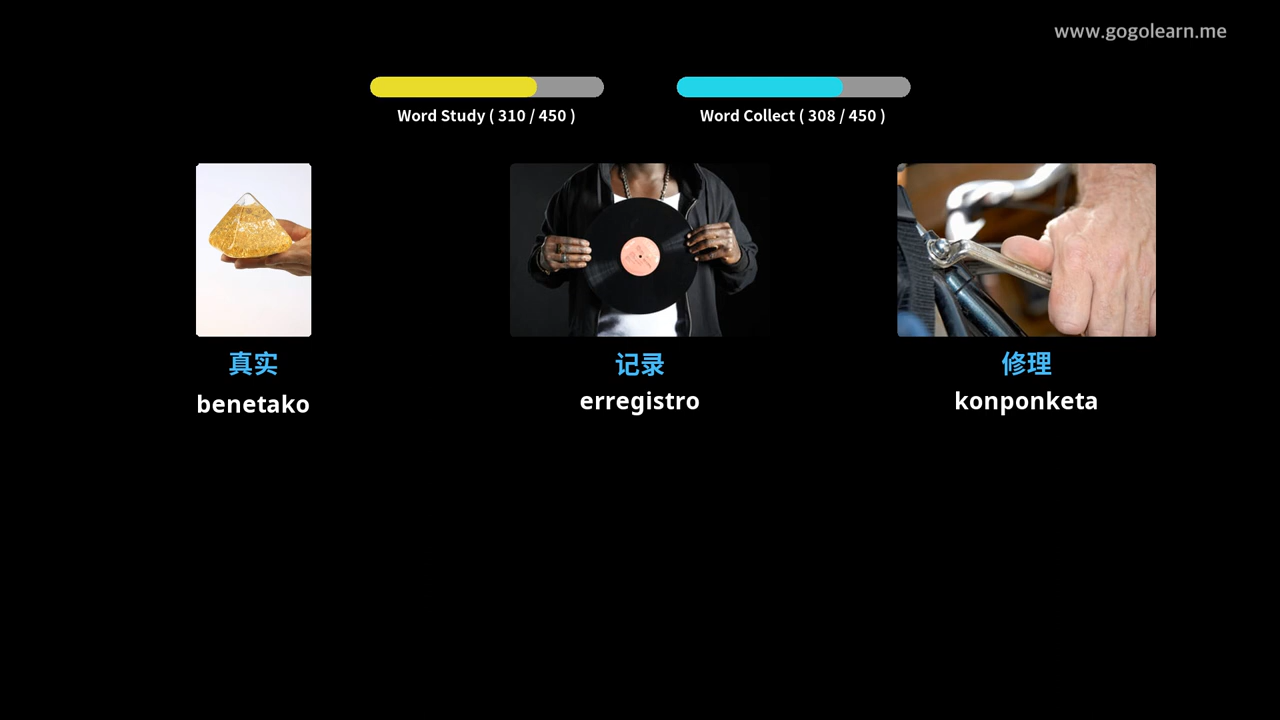 www.gogolearn.me
Word Study ( 310 / 450 )
Word Collect ( 308 / 450 )
真实
benetako
记录
erregistro
修理
konponketa